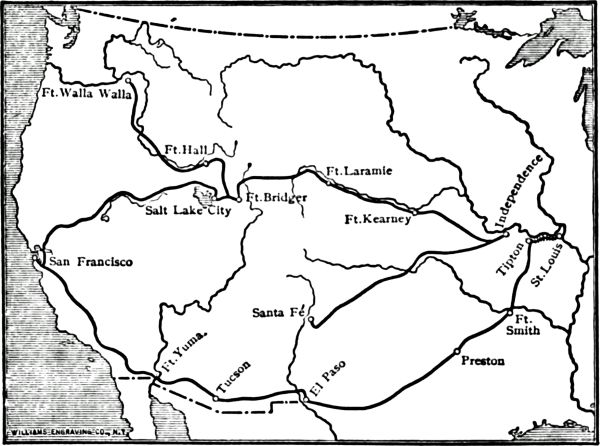 Ft. Walla Walla
Ft. Hall
Ft. Laramie
Salt Lake City
Ft. Bridger
Ft. Kearney
Independence
Tipton
St. Louis
San Francisco
Santa Fé
Ft.
Smith
Ft. Yuma.
Tucson
El Paso
Preston
WILLIAMS ENGRAVING CO., N.Y.